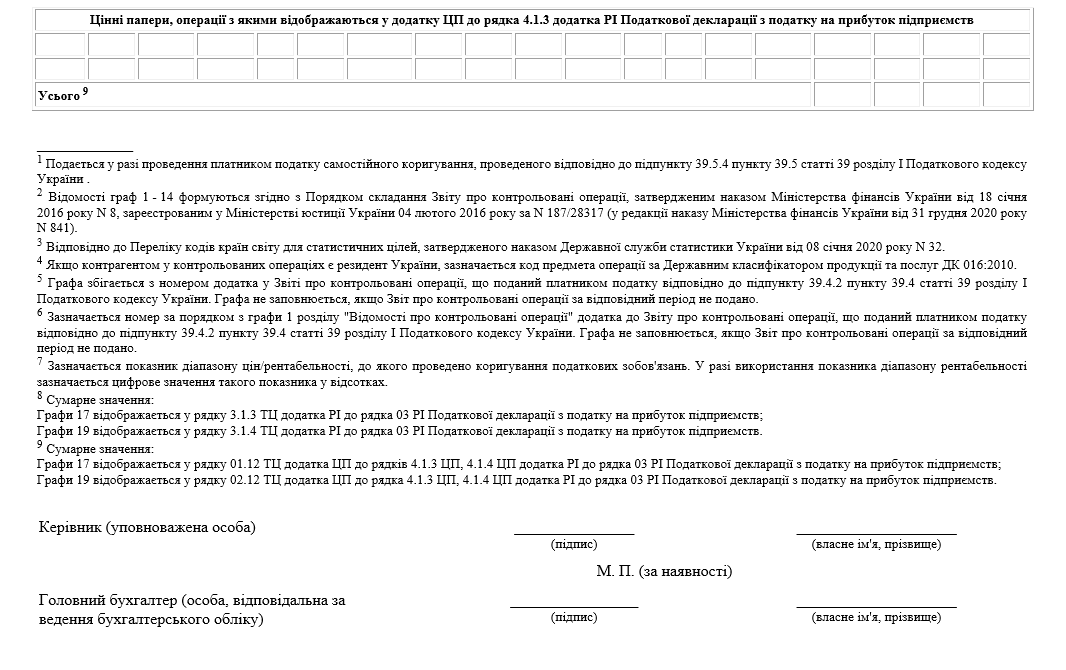 Цінні папери, операції з якими відображаються у додатку ЦП до рядка 4.1.3 додатка РІ Податкової декларації з податку на прибуток підприємств
Усього 9
1 Подається у разі проведення платником податку самостійного коригування, проведеного відповідно до підпункту 39.5.4 пункту 39.5 статті 39 розділу I Податкового кодексу
України .
2 Відомості граф 1 - 14 формуються згідно з Порядком складання Звіту про контрольовані операції, затвердженим наказом Міністерства фінансів України від 18 січня
2016 року N 8, зареєстрованим у Міністерстві юстиції України 04 лютого 2016 року за N 187/28317 (у редакції наказу Міністерства фінансів України від 31 грудня 2020 року
N 841).
3 Відповідно до Переліку кодів країн світу для статистичних цілей, затвердженого наказом Державної служби статистики України від 08 січня 2020 року N 32.
4 Якщо контрагентом у контрольованих операціях є резидент України, зазначається код предмета операції за Державним класифікатором продукції та послуг ДК 016:2010.
5 Графа збігається з номером додатка у Звіті про контрольовані операції, що поданий платником податку відповідно до підпункту 39.4.2 пункту 39.4 статті 39 розділу I
Податкового кодексу України. Графа не заповнюється, якщо Звіт про контрольовані операції за відповідний період не подано.
6 Зазначається номер за порядком з графи 1 розділу "Відомості про контрольовані операції" додатка до Звіту про контрольовані операції, що поданий платником податку
відповідно до підпункту 39.4.2 пункту 39.4 статті 39 розділу I Податкового кодексу України. Графа не заповнюється, якщо Звіт про контрольовані операції за відповідний
період не подано.
7 Зазначається показник діапазону цін/рентабельності, до якого проведено коригування податкових зобов'язань. У разі використання показника діапазону рентабельності
зазначається цифрове значення такого показника у відсотках.
8 Сумарне значення:
Графи 17 відображається у рядку 3.1.3 ТЦ додатка РІ до рядка 03 РІ Податкової декларації з податку на прибуток підприємств;
Графи 19 відображається у рядку 3.1.4 ТЦ додатка РІ до рядка 03 РІ Податкової декларації з податку на прибуток підприємств.
9 Сумарне значення:
Графи 17 відображається у рядку 01.12 ТЦ додатка ЦП до рядків 4.1.3 ЦП, 4.1.4 ЦП додатка РІ до рядка 03 РІ Податкової декларації з податку на прибуток підприємств;
Графи 19 відображається у рядку 02.12 ТЦ додатка ЦП до рядка 4.1.3 ЦП, 4.1.4 ЦП додатка РІ до рядка 03 РІ Податкової декларації з податку на прибуток підприємств.
Керівник (уповноважена особа)
(підпис) (власне ім'я, прізвище)
М. П. (за наявності)
Головний бухгалтер (особа, відповідальна за
ведення бухгалтерського обліку)
(підпис) (власне ім'я, прізвище)